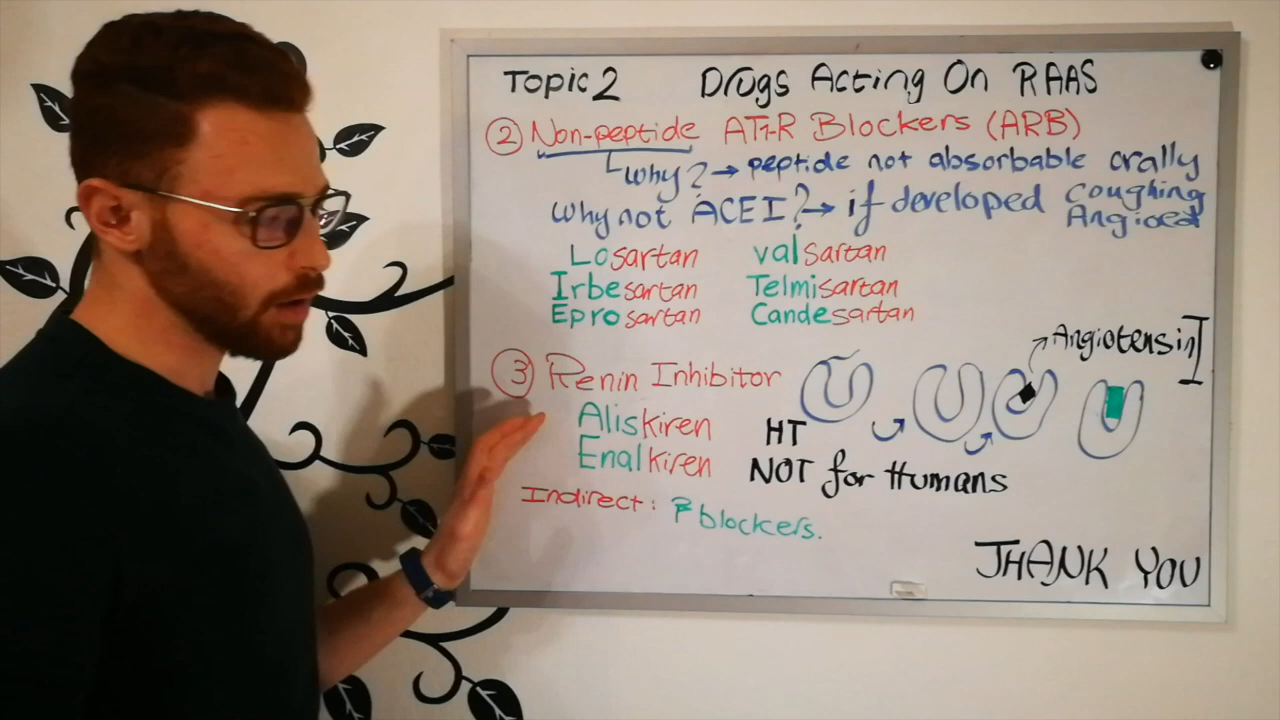 Topic 2 Drugs Acting On RAAS
② Non-peptide AT1-R Blockers (ARB)
Why? → peptide not absorbable orally
Why not ACEI? → if developed Coughing
Angioed
Losartan valsartan
Irbesartan Telmisartan
Eprosartan Candesartan
Angiotensin I
③ Renin Inhibitor
Aliskiren HT
Enalkiren NOT for Humans
Indirect: β blockers.
THANK YOU